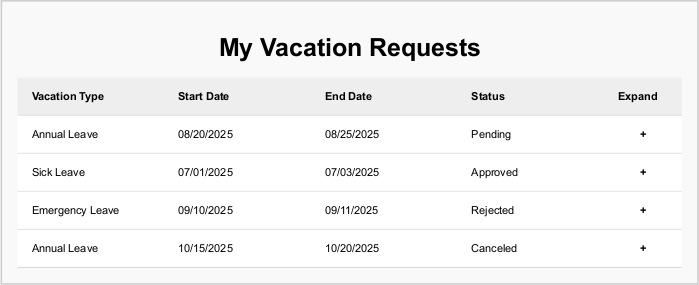 My Vacation Requests
Vacation Type Start Date End Date Status Expand
Annual Leave 08/20/2025 08/25/2025 Pending +
Sick Leave 07/01/2025 07/03/2025 Approved +
Emergency Leave 09/10/2025 09/11/2025 Rejected +
Annual Leave 10/15/2025 10/20/2025 Canceled +